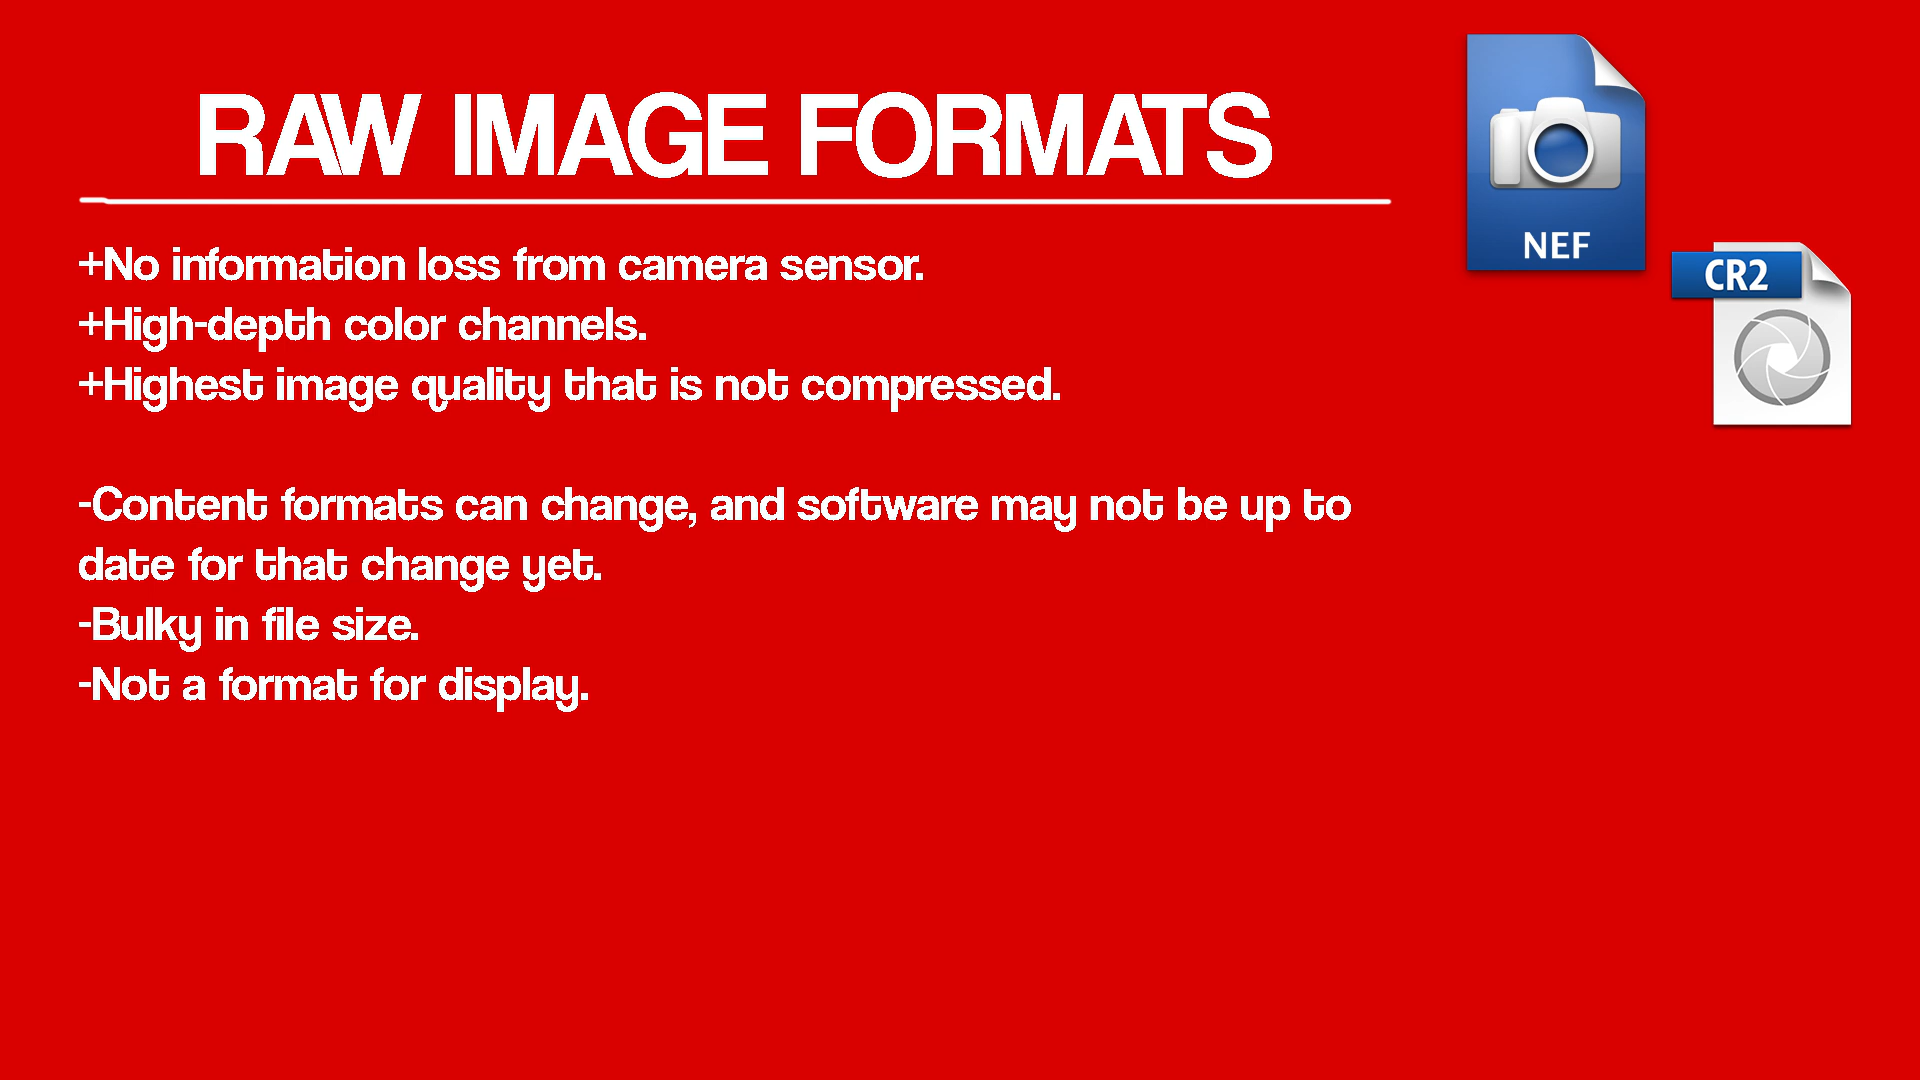 RAW IMAGE FORMATS
NEF
CR2
+No information loss from camera sensor.
+High-depth color channels.
+Highest image quality that is not compressed.
-Content formats can change, and software may not be up to
date for that change yet.
-Bulky in file size.
-Not a format for display.